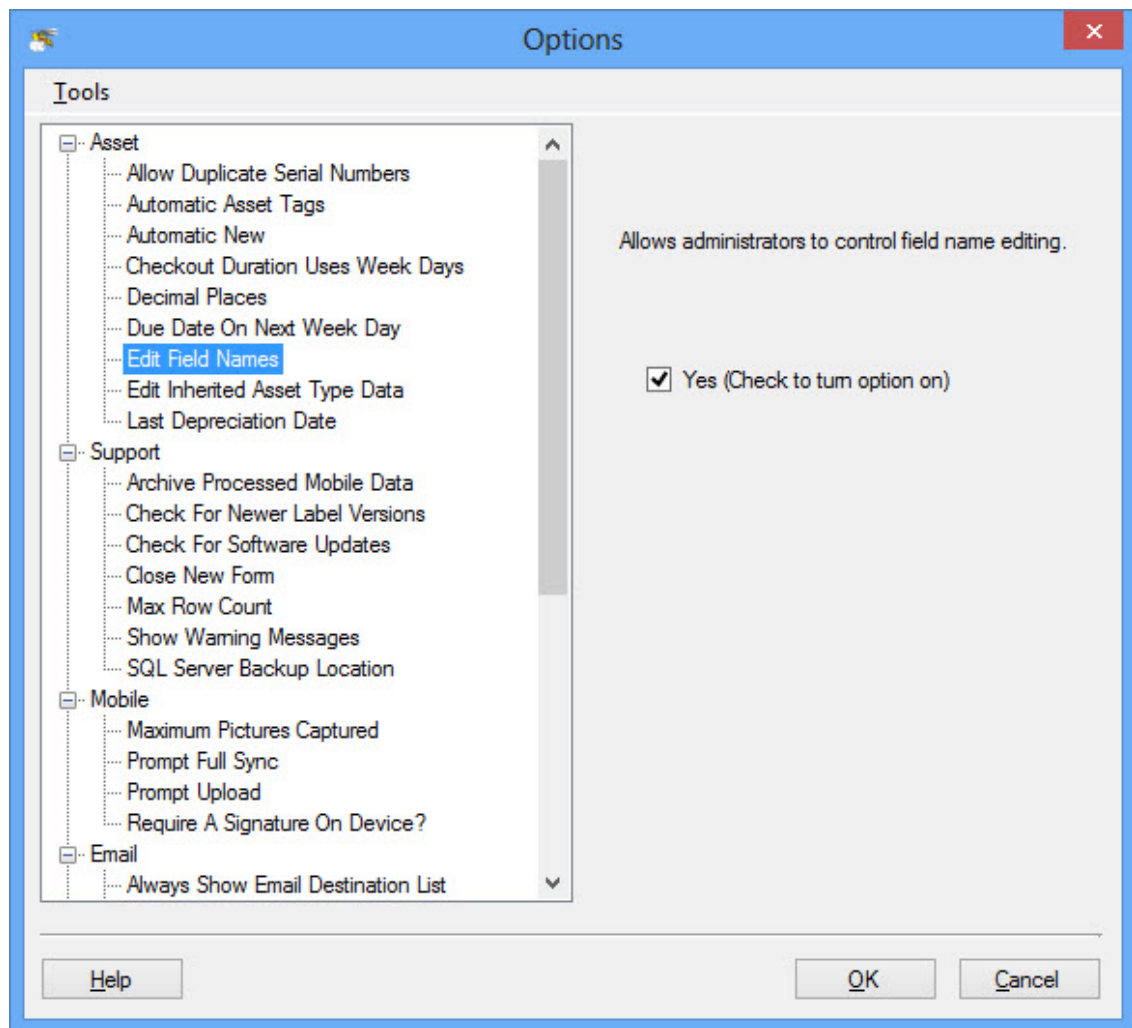 Options
Tools
Asset
Allow Duplicate Serial Numbers
Automatic Asset Tags
Automatic New
Checkout Duration Uses Week Days
Decimal Places
Due Date On Next Week Day
Edit Field Names
Edit Inherited Asset Type Data
Last Depreciation Date
Support
Archive Processed Mobile Data
Check For Newer Label Versions
Check For Software Updates
Close New Form
Max Row Count
Show Warning Messages
SQL Server Backup Location
Mobile
Maximum Pictures Captured
Prompt Full Sync
Prompt Upload
Require A Signature On Device?
Email
Always Show Email Destination List
Allows administrators to control field name editing.
Yes (Check to turn option on)
Help
OK
Cancel